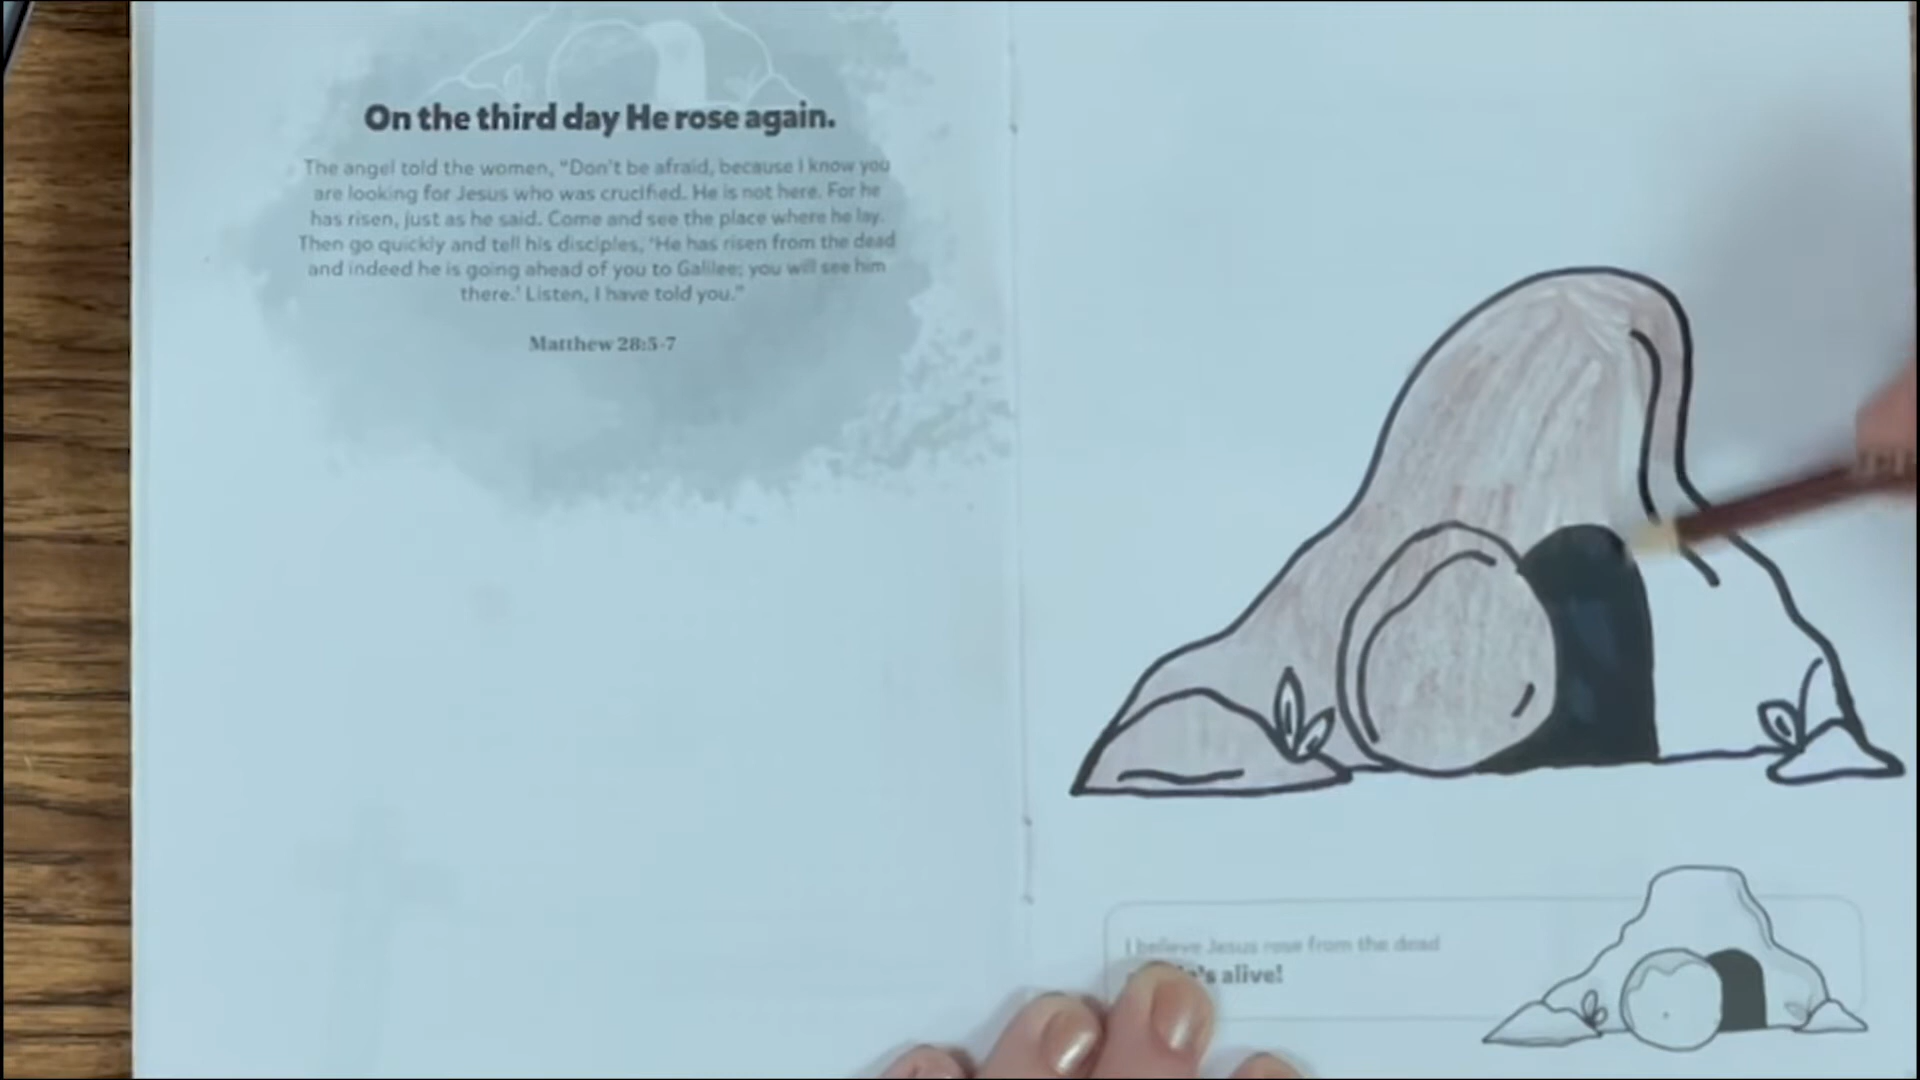 On the third day He rose again.
The angel told the women, “Don't be afraid, because I know you
are looking for Jesus who was crucified. He is not here. For he
has risen, just as he said. Come and see the place where he lay.
Then go quickly and tell his disciples, ‘He has risen from the dead
and indeed he is going ahead of you to Galilee; you will see him
there.’ Listen, I have told you.”
Matthew 28:5-7
I believe Jesus rose from the dead
alive!